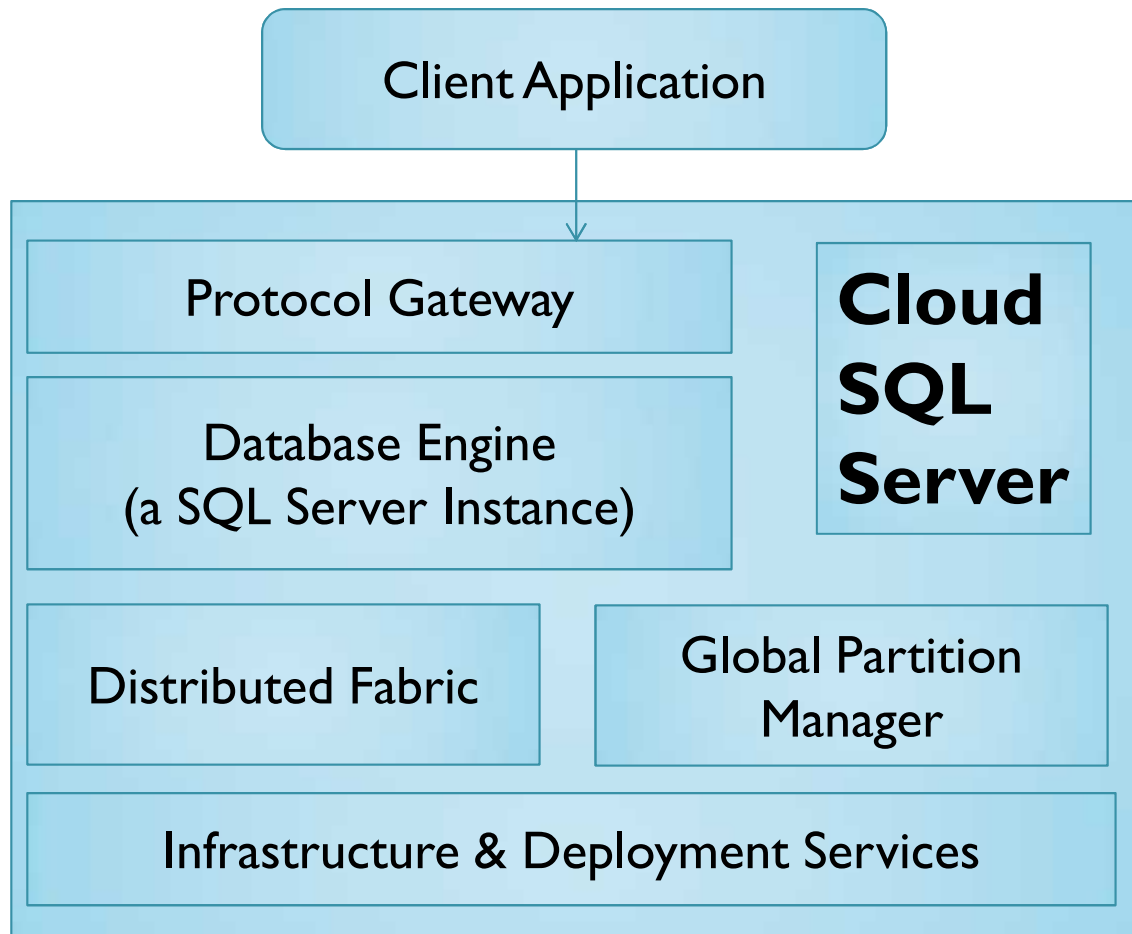 Client Application
Protocol Gateway
Cloud
SQL
Server
Database Engine
(a SQL Server Instance)
Distributed Fabric
Global Partition
Manager
Infrastructure & Deployment Services